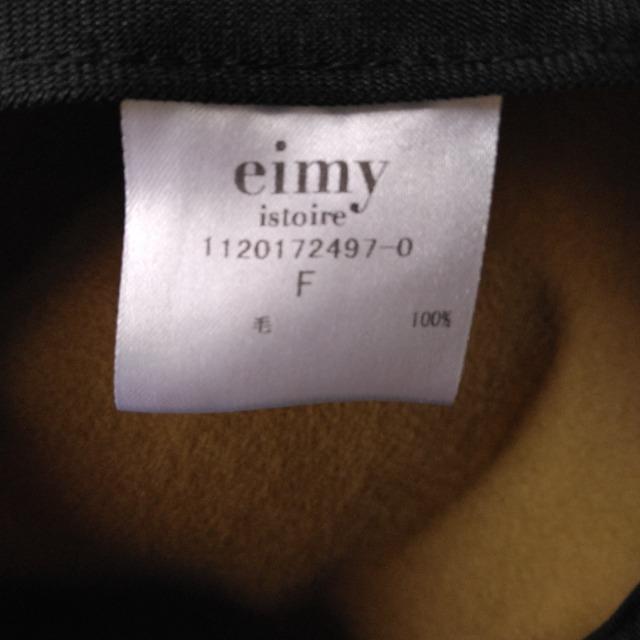 eimy
istoire
1120172497-0
F
毛 100%